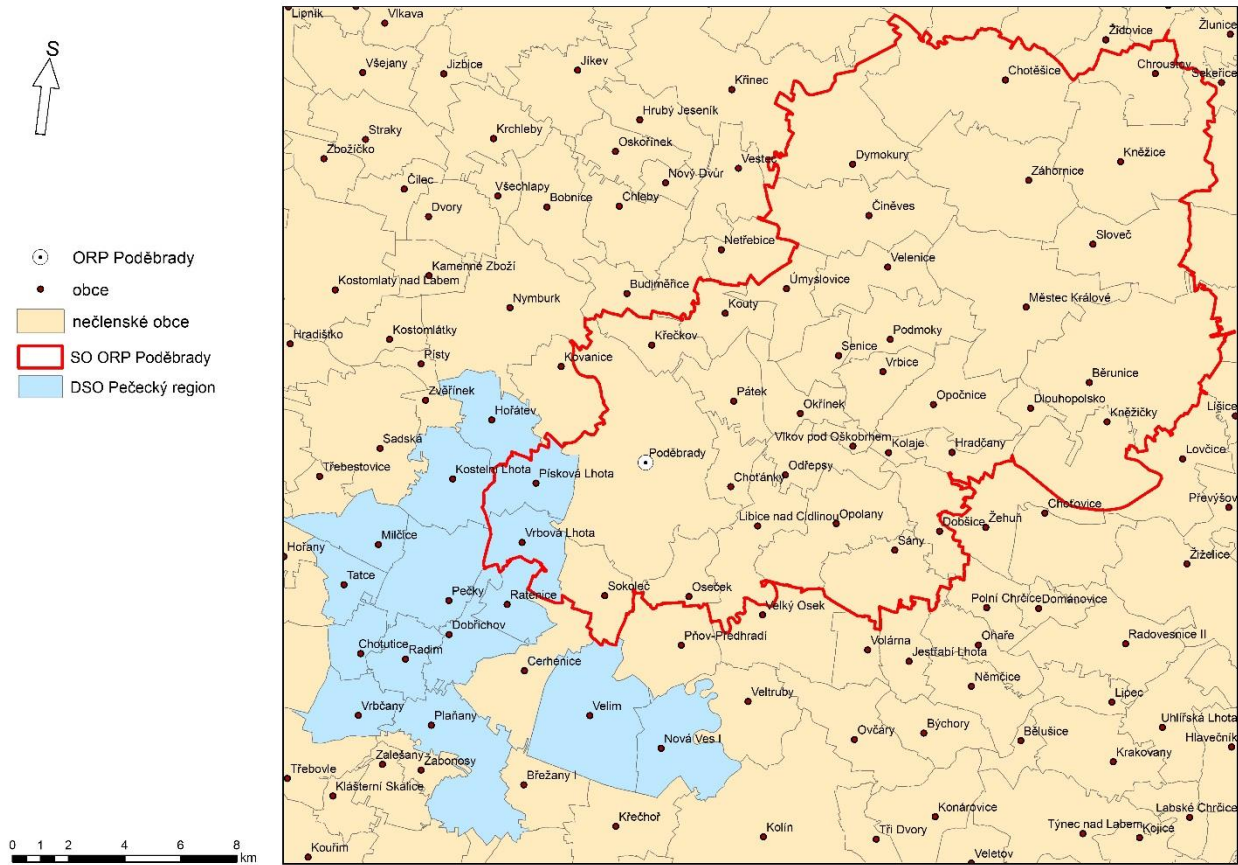 S
ORP Poděbrady
obce
nečlenské obce
SO ORP Poděbrady
DSO Pečecký region
0 1 2 4 6 8
km
Lipník
Vlkava
Židovice
Žlunice
Všejany
Jizbice
Jíkev
Křinec
Chotěšice
Chroustov
Sekeřice
Hrubý Jeseník
Straky
Krchleby
Oskořínek
Zbožíčko
Vestec
Dymokury
Kněžice
Čilec
Všechlapy
Bobnice
Nový Dvůr
Chleby
Záhornice
Dvory
Činěves
Netřebice
Sloveč
Kamenné Zboží
Velenice
Kostomlaty nad Labem
Nymburk
Budiměřice
Úmyslovice
Kouty
Městec Králové
Hradištko
Kostomlátky
Křečkov
Podmoky
Senice
Písty
Kovanice
Vrbice
Běrunice
Zvěřínek
Hořátev
Pátek
Okřínek
Opočnice
Dlouhopolsko
Kněžičky
Lišice
Sadská
Vlkov pod Oškobrhem
Kolaje
Hradčany
Lovčice
Třebestovice
Kostelní Lhota
Písková Lhota
Poděbrady
Odřepsy
Choťánky
Převýšov
Choťovice
Libice nad Cidlinou
Opolany
Dobšice
Žehuň
Milčice
Vrbová Lhota
Hořany
Sány
Žiželice
Tatce
Pečky
Ratenice
Sokoleč
Oseček
Velký Osek
Polní Chrčice
Dománovice
Dobřichov
Chotutice
Radim
Cerhenice
Pňov-Předhradí
Volárna
Jestřabí Lhota
Ohaře
Radovesnice II
Němčice
Lipec
Vrbčany
Plaňany
Velim
Veltruby
Nová Ves I
Ovčáry
Býchory
Bělušice
Uhlířská Lhota
Hlavečník
Krakovany
Zalešany
Žabonosy
Třebovle
Klášterní Skalice
Břežany I
Křečhoř
Kolín
Konárovice
Tři Dvory
Labské Chrčice
Týnec nad Labem
Kojice
Kouřim
Veletov